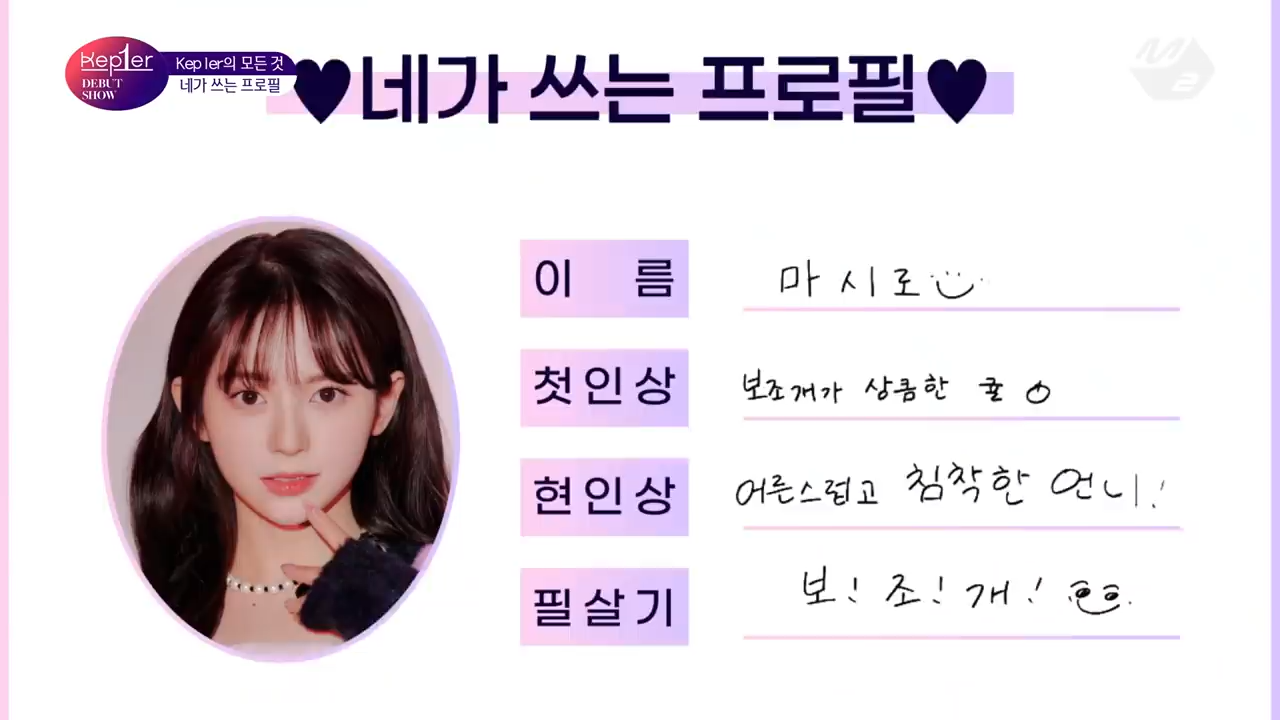 Kep1er
DEBUT
SHOW
Kep1er의 모든 것
네가 쓰는 프로필
♥네가 쓰는 프로필♥
M2
이 름 마시로
첫인상 보조개가 상큼한 귤
현인상 어른스럽고 침착한 언니!
필살기 보! 조! 개!